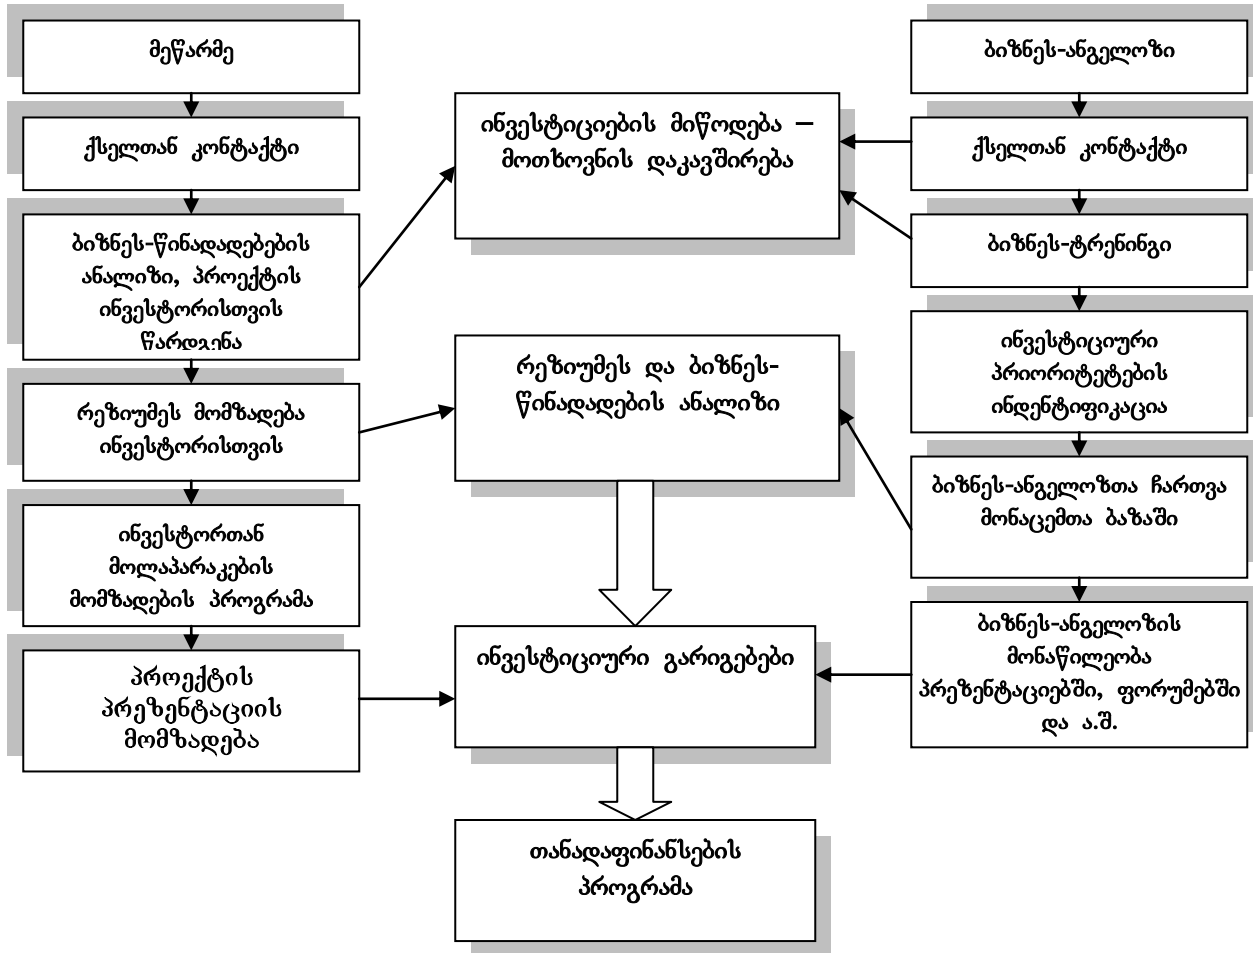 მეწარმე
ქსელთან კონტაქტი
ბიზნეს-წინადადებების
ანალიზი, პროექტის
ინვესტორისთვის
წარდგენა
რეზიუმეს მომზადება
ინვესტორისთვის
ინვესტორთან
მოლაპარაკების
მომზადების პროგრამა
პროექტის
პრეზენტაციის
მომზადება
ინვესტიციების მიწოდება –
მოთხოვნის დაკავშირება
რეზიუმეს და ბიზნეს-
წინადადების ანალიზი
ინვესტიციური გარიგებები
თანადაფინანსების
პროგრამა
ბიზნეს-ანგელოზი
ქსელთან კონტაქტი
ბიზნეს-ტრენინგი
ინვესტიციური
პრიორიტეტების
ინდენტიფიკაცია
ბიზნეს-ანგელოზთა ჩართვა
მონაცემთა ბაზაში
ბიზნეს-ანგელოზის
მონაწილეობა
პრეზენტაციებში, ფორუმებში
და ა.შ.